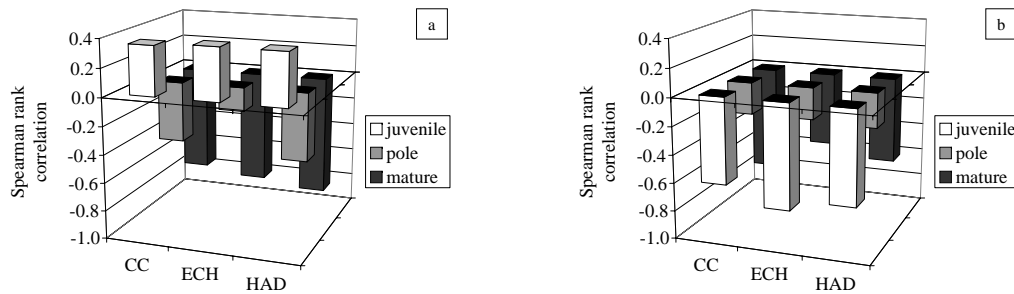 a
0.4
0.2
0.0
-0.2
-0.4
-0.6
-0.8
-1.0
Spearman rank
correlation
CC
ECH
HAD
juvenile
pole
mature
b
0.4
0.2
0.0
-0.2
-0.4
-0.6
-0.8
-1.0
Spearman rank
correlation
CC
ECH
HAD
juvenile
pole
mature